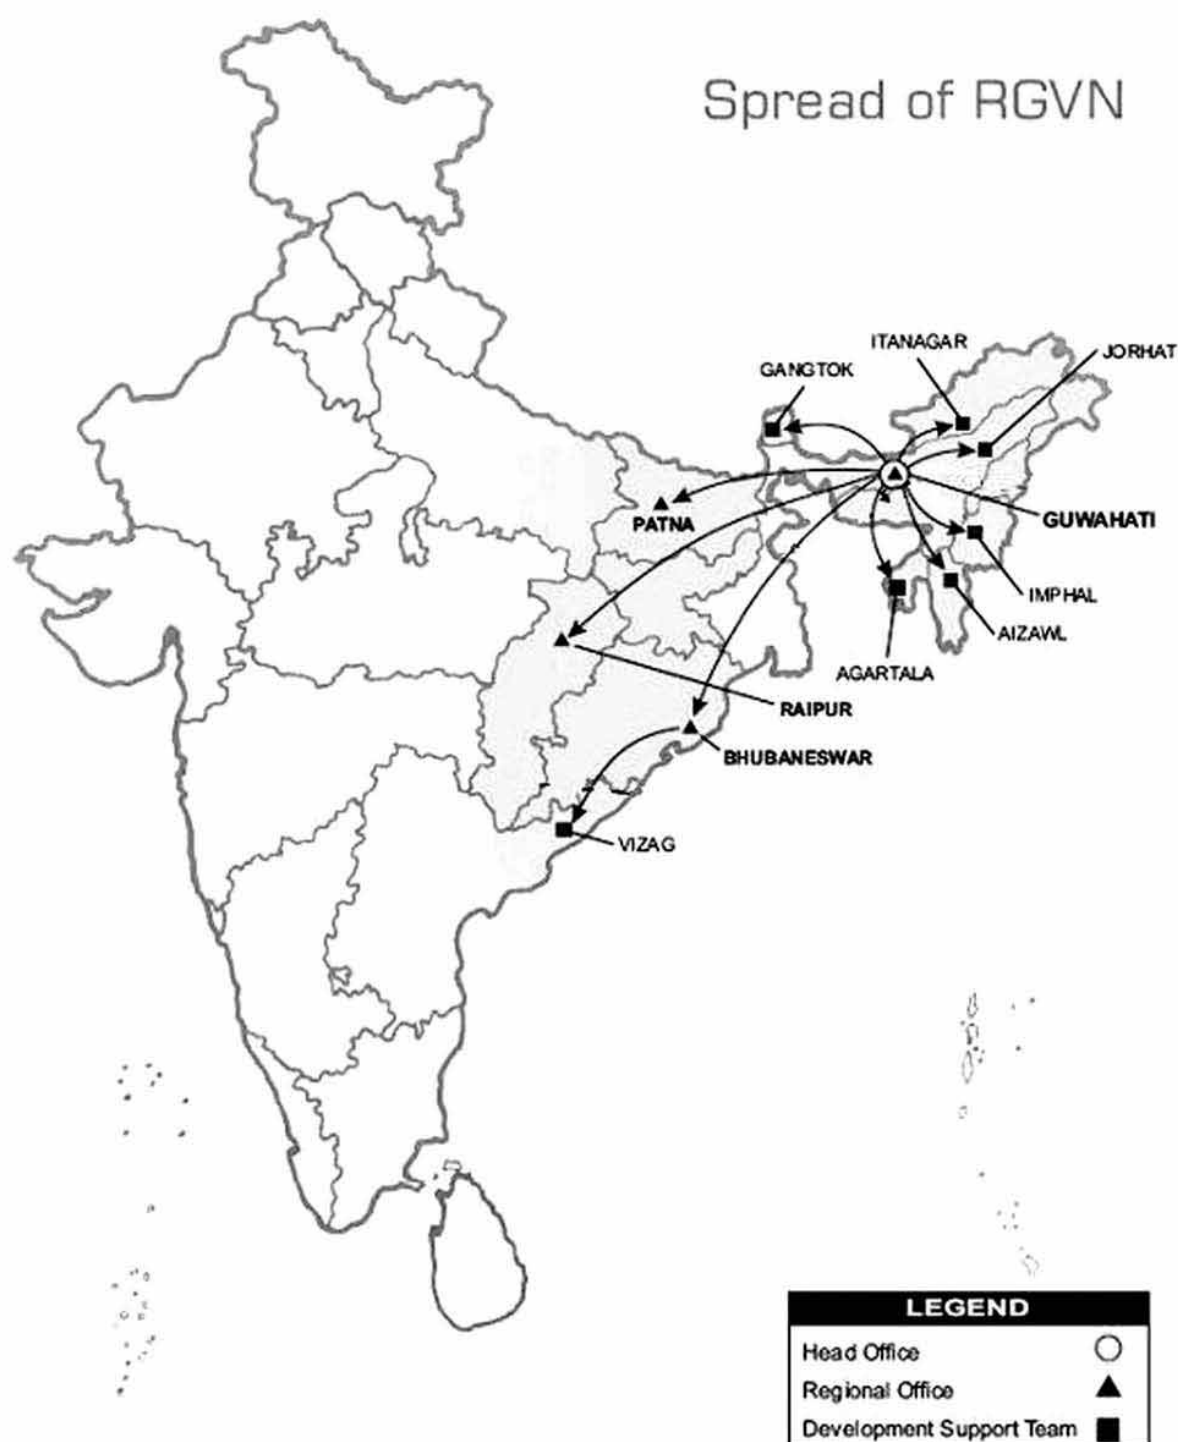 Spread of RGVN
ITANAGAR
JORHAT
GANGTOK
PATNA
GUWAHATI
IMPHAL
AIZAWL
AGARTALA
RAIPUR
BHUBANESWAR
VIZAG
LEGEND
Head Office
Regional Office
Development Support Team